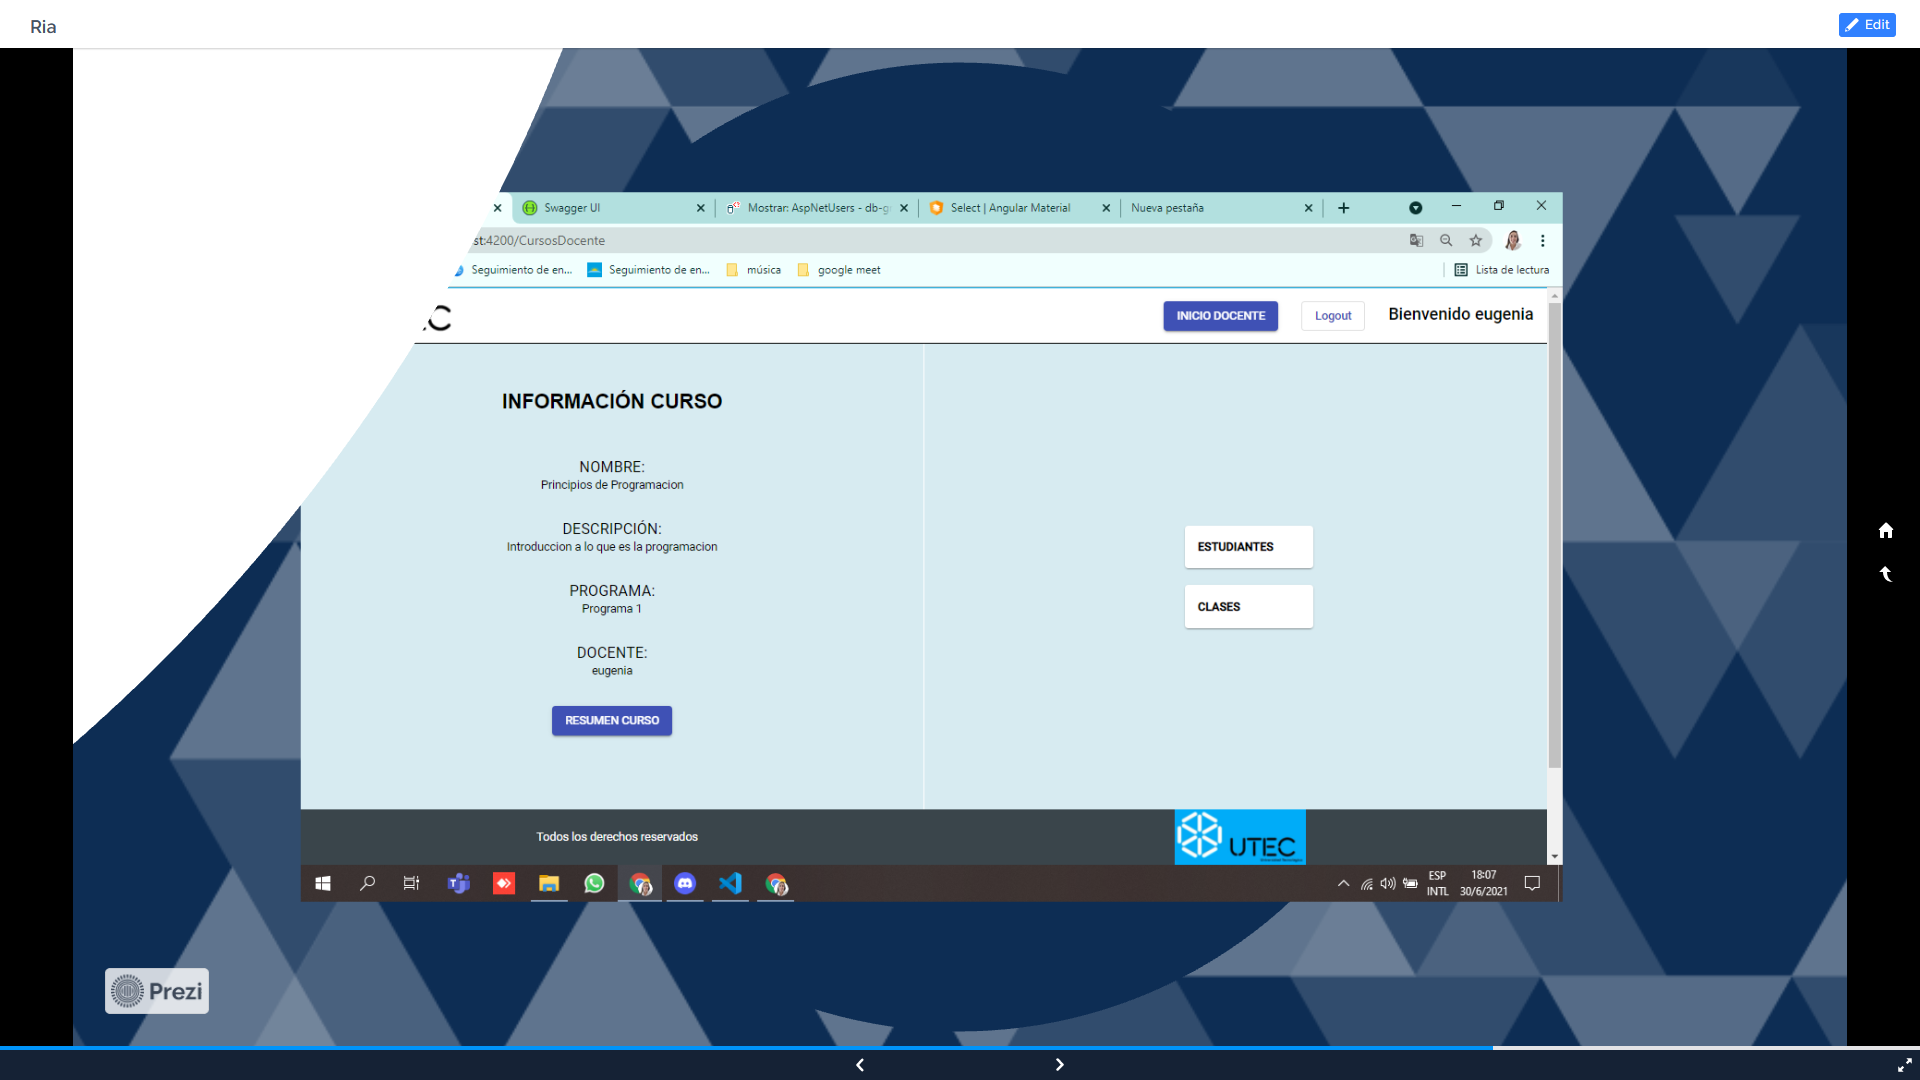 Ria
Edit
Swagger UI
Mostrar: AspNetUsers - db-g
Select | Angular Material
Nueva pestaña
st:4200/CursosDocente
Seguimiento de en...
Seguimiento de en...
música
google meet
Lista de lectura
C
INICIO DOCENTE
Logout
Bienvenido eugenia
INFORMACIÓN CURSO
NOMBRE:
Principios de Programacion
DESCRIPCIÓN:
Introduccion a lo que es la programacion
PROGRAMA:
Programa 1
DOCENTE:
eugenia
RESUMEN CURSO
ESTUDIANTES
CLASES
Todos los derechos reservados
UTEC
ESP
INTL
18:07
30/6/2021
Prezi